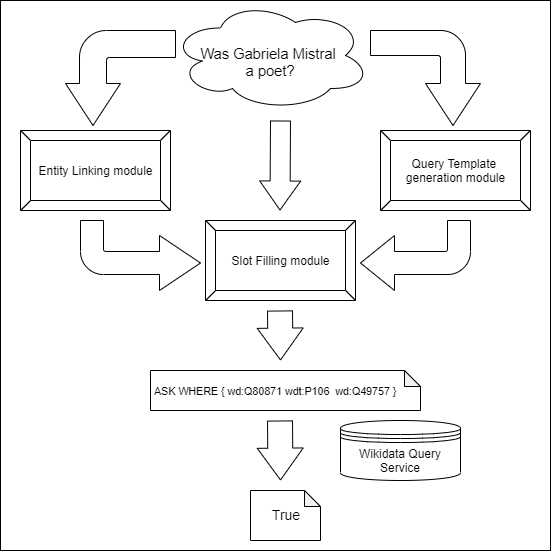 Was Gabriela Mistral
a poet?
Entity Linking module
Query Template
generation module
Slot Filling module
ASK WHERE { wd:Q80871 wdt:P106  wd:Q49757 }
Wikidata Query
Service
True